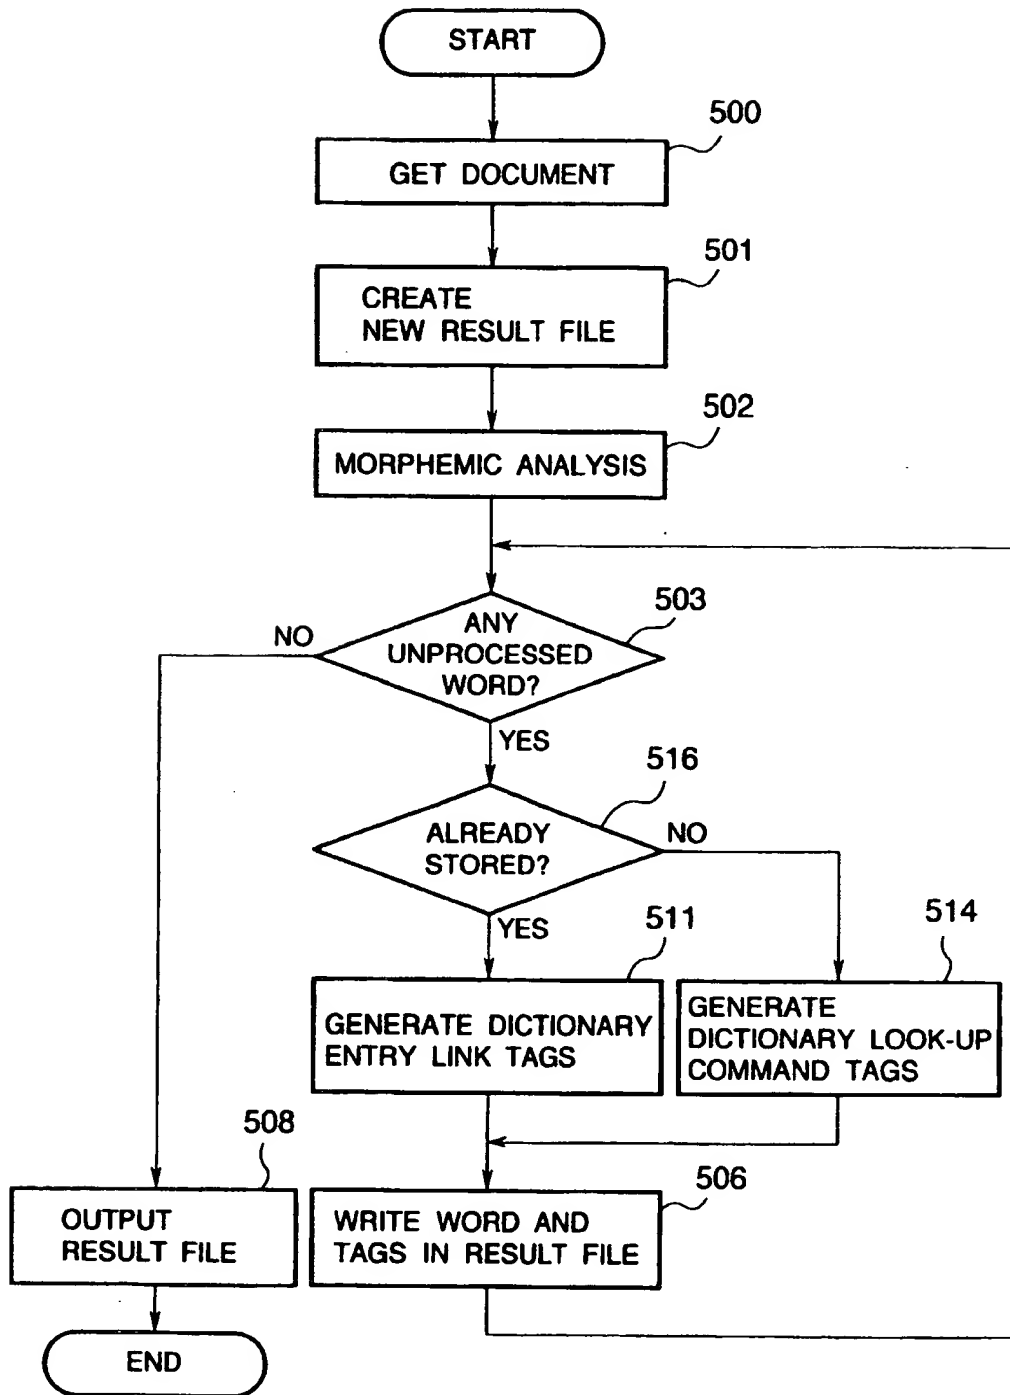 START
500
GET DOCUMENT
501
CREATE
NEW RESULT FILE
502
MORPHEMIC ANALYSIS
503
ANY
UNPROCESSED
WORD?
NO
YES
516
ALREADY
STORED?
NO
YES
511
GENERATE DICTIONARY
ENTRY LINK TAGS
514
GENERATE
DICTIONARY LOOK-UP
COMMAND TAGS
508
OUTPUT
RESULT FILE
506
WRITE WORD AND
TAGS IN RESULT FILE
END